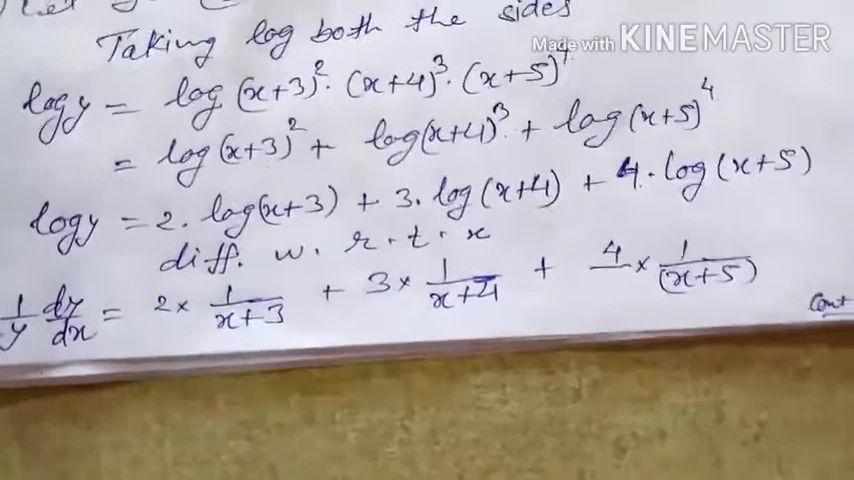 Let y =
Taking log both the sides
Made with KINEMASTER
log y = log (x+3)². (x+4)³. (x+5)⁴
= log(x+3)² + log(x+4)³ + log(x+5)⁴
log y = 2. log(x+3) + 3. log(x+4) + 4. log(x+5)
diff. w. r. t. x
1/y dy/dx = 2 × 1/(x+3) + 3 × 1/(x+4) + 4 × 1/(x+5)
Cont